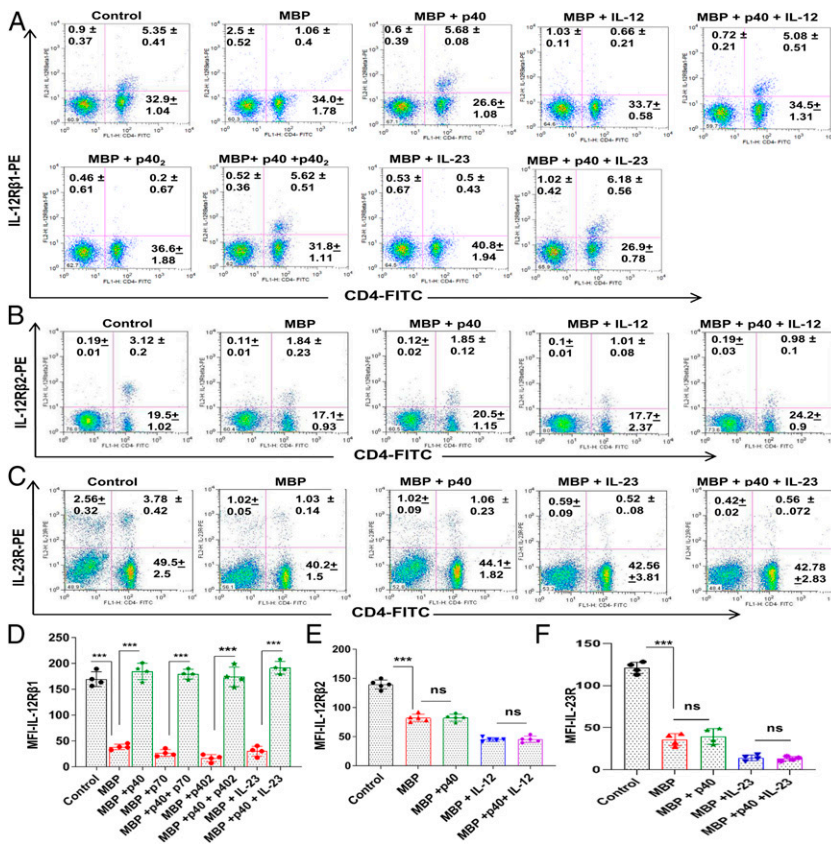 A
Control
MBP
MBP + p40
MBP + IL-12
MBP + p40 + IL-12
0.9 ± 0.37
5.35 ± 0.41
32.9± 1.04
2.5 ± 0.52
1.06 ± 0.4
34.0± 1.78
0.6 ± 0.39
5.68 ± 0.08
26.6± 1.08
1.03 ± 0.11
0.66 ± 0.21
33.7± 0.58
0.72 ± 0.21
5.08 ± 0.51
34.5± 1.31
MBP + p40₂
MBP+ p40 +p40₂
MBP + IL-23
MBP + p40 + IL-23
0.46 ± 0.61
0.2 ± 0.67
36.6± 1.88
0.52 ± 0.36
5.62 ± 0.51
31.8± 1.11
0.53 ± 0.67
0.5 ± 0.43
40.8± 1.94
1.02 ± 0.42
6.18 ± 0.56
26.9± 0.78
IL-12Rβ1-PE
FL2-H: IL-12RBeta1-PE
FL1-H: CD4- FITC
CD4-FITC
B
Control
MBP
MBP + p40
MBP + IL-12
MBP + p40 + IL-12
0.19± 0.01
3.12 ± 0.2
19.5± 1.02
0.11± 0.01
1.84 ± 0.23
17.1± 0.93
0.12± 0.02
1.85 ± 0.12
20.5± 1.15
0.1± 0.01
1.01 ± 0.08
17.7± 2.37
0.19± 0.03
0.98 ± 0.1
24.2± 0.9
IL-12Rβ2-PE
FL1-H: CD4- FITC
CD4-FITC
C
Control
MBP
MBP + p40
MBP + IL-23
MBP + p40 + IL-23
2.56± 0.32
3.78 ± 0.42
49.5± 2.5
1.02± 0.05
1.03 ± 0.14
40.2± 1.5
1.02± 0.09
1.06 ± 0.23
44.1± 1.82
0.59± 0.09
0.52 ± 0..08
42.56 ±3.81
0.42± 0.02
0.56 ± 0..072
42.78 ±2.83
IL-23R-PE
FL2-H: IL-23R-PE
FL1-H: CD4- FITC
CD4-FITC
D
MFI-IL-12Rβ1
250
200
150
100
50
0
***
***
***
***
***
Control
MBP
MBP +p40
MBP +p70
MBP +p40+ p70
MBP +p402
MBP +p40 + p402
MBP + IL-23
MBP +p40 + IL-23
E
MFI-IL-12Rβ2
200
150
100
50
0
***
ns
ns
Control
MBP
MBP +p40
MBP + IL-12
MBP +p40+ IL-12
F
MFI-IL-23R
150
100
50
0
***
ns
ns
Control
MBP
MBP + p40
MBP +IL-23
MBP +p40 +IL-23